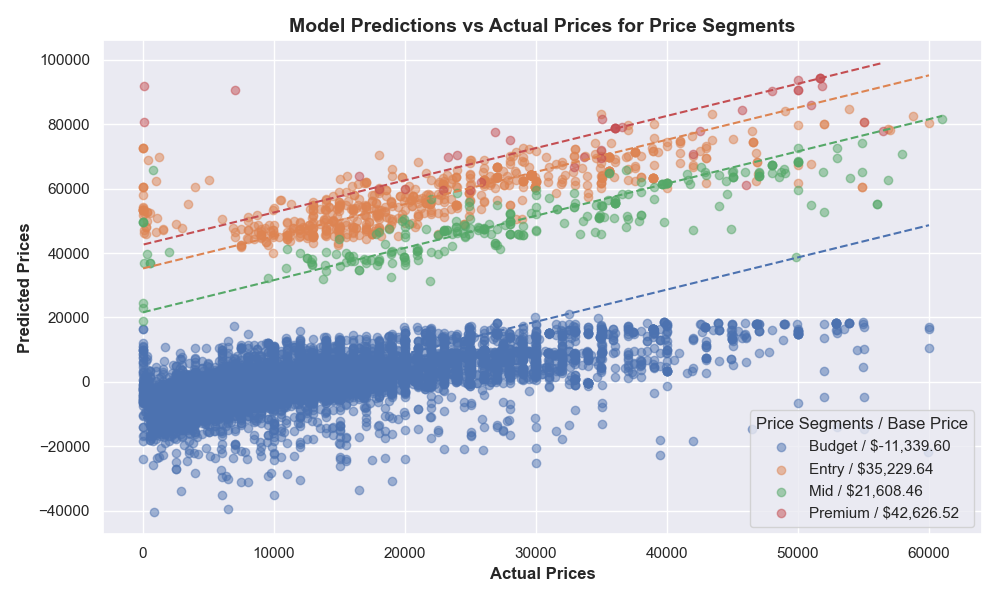 Model Predictions vs Actual Prices for Price Segments
100000
80000
60000
40000
20000
0
−20000
−40000
Predicted Prices
0
10000
20000
30000
40000
50000
60000
Actual Prices
Price Segments / Base Price
Budget / $-11,339.60
Entry / $35,229.64
Mid / $21,608.46
Premium / $42,626.52